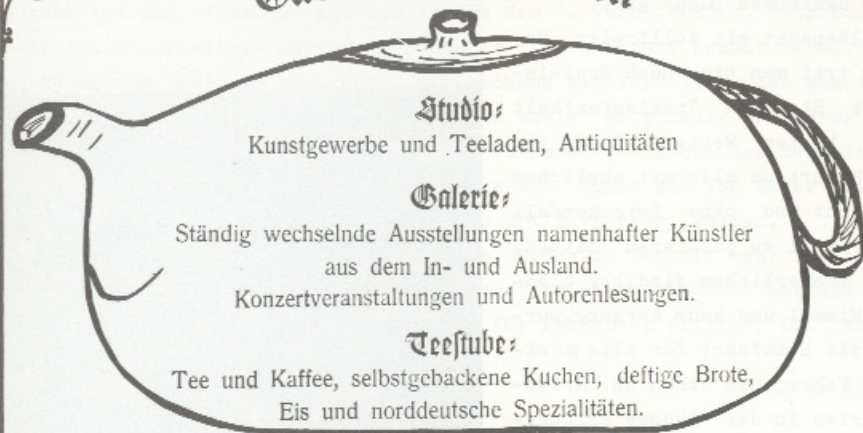 Studio:
Kunstgewerbe und Teeladen, Antiquitäten
Galerie:
Ständig wechselnde Ausstellungen namenhafter Künstler
aus dem In- und Ausland.
Konzertveranstaltungen und Autorenlesungen.
Teestube:
Tee und Kaffee, selbstgebackene Kuchen, deftige Brote,
Eis und norddeutsche Spezialitäten.